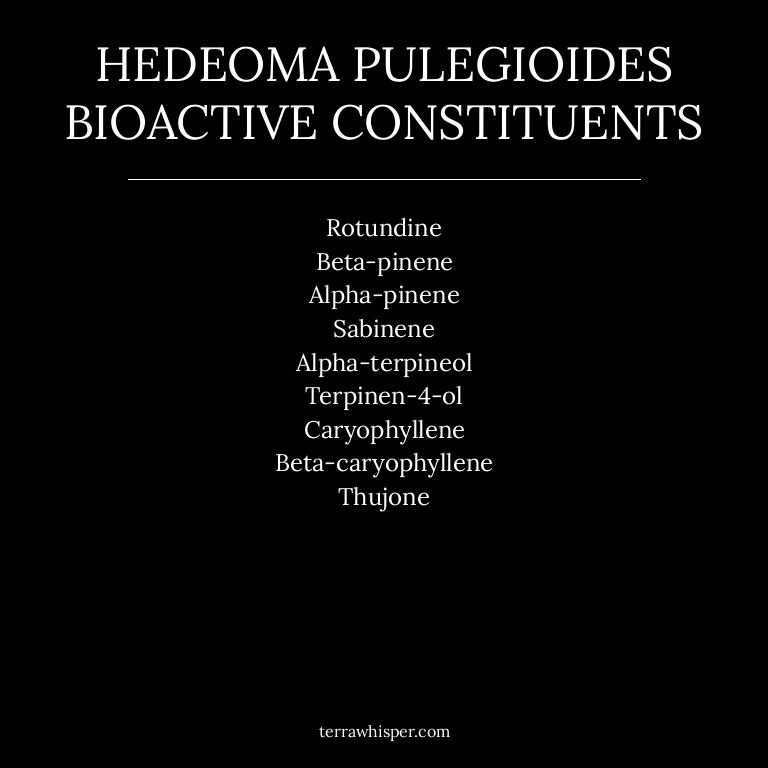 HEDEOMA PULEGIOIDES
BIOACTIVE CONSTITUENTS
Rotundine
Beta-pinene
Alpha-pinene
Sabinene
Alpha-terpineol
Terpinen-4-ol
Caryophyllene
Beta-caryophyllene
Thujone
terrawhisper.com